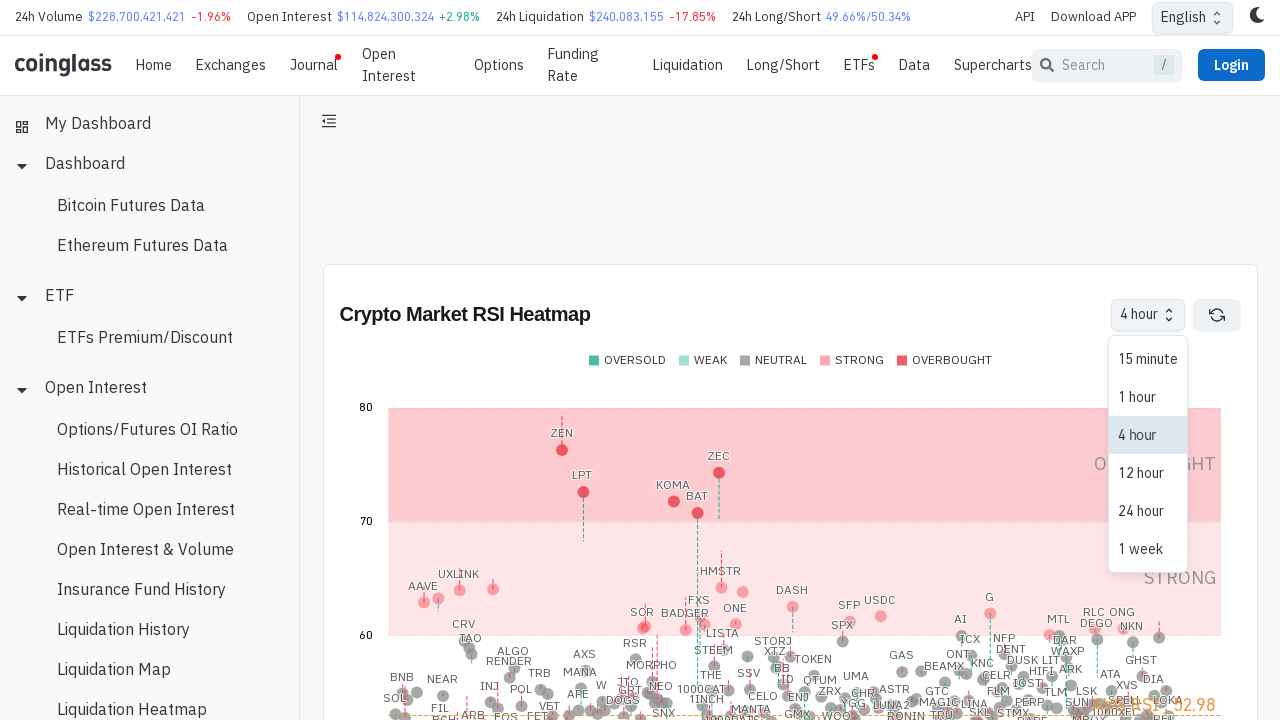 24h Volume $228,700,421,421 -1.96% Open Interest $114,824,300,324 +2.98% 24h Liquidation $240,083,155 -17.85% 24h Long/Short 49.66%/50.34% API Download APP English
coinglass Home Exchanges Journal Open Interest Options Funding Rate Liquidation Long/Short ETFs Data Supercharts Search / Login
My Dashboard
Dashboard
Bitcoin Futures Data
Ethereum Futures Data
ETF
ETFs Premium/Discount
Open Interest
Options/Futures OI Ratio
Historical Open Interest
Real-time Open Interest
Open Interest & Volume
Insurance Fund History
Liquidation History
Liquidation Map
Liquidation Heatmap
Crypto Market RSI Heatmap
4 hour
15 minute
1 hour
4 hour
12 hour
24 hour
1 week
OVERSOLD WEAK NEUTRAL STRONG OVERBOUGHT
80
ZEN
ZEC
LPT
KOMA
BAT
70
HMSTR
UXLINK
STRONG
AAVE
DASH
G
FXS
USDC
SFP
ONE
SOR
BADGER
RLC ONG
MTL
AI
CRV
SPX
DEGO
NKN
60
LISTA
TAO
RSR
STORJ
ICX
NFP
DAR
STEEM
XTZ
ALGO
DENT
WAXP
RENDER
AXS
TOKEN
GAS
ONT
KNC
DUSK
LIT
GHST
MORPHO
BEAMX
BB
HIFI
ARK
TRB
MANA
THE
SSV
ID
UMA
CELR
ATA
BNB
NEAR
QTUM
IOST
DIA
INJ
POL
W
JTO
NEO
1000CAT
ZRX
CHR
ASTR
GTC
FLM
TLM
LSK
XVS
SOL
APE
GRT
CELO
ENJ
DOGS
1INCH
YGG
LUNA2
MAGIC
LINA
PERP
SUN
SPELL
LOKA
FIL
VET
MANTA
GMX
SNX
SKL
STMX
ARB
EOS
WOO
RONIN
TRU